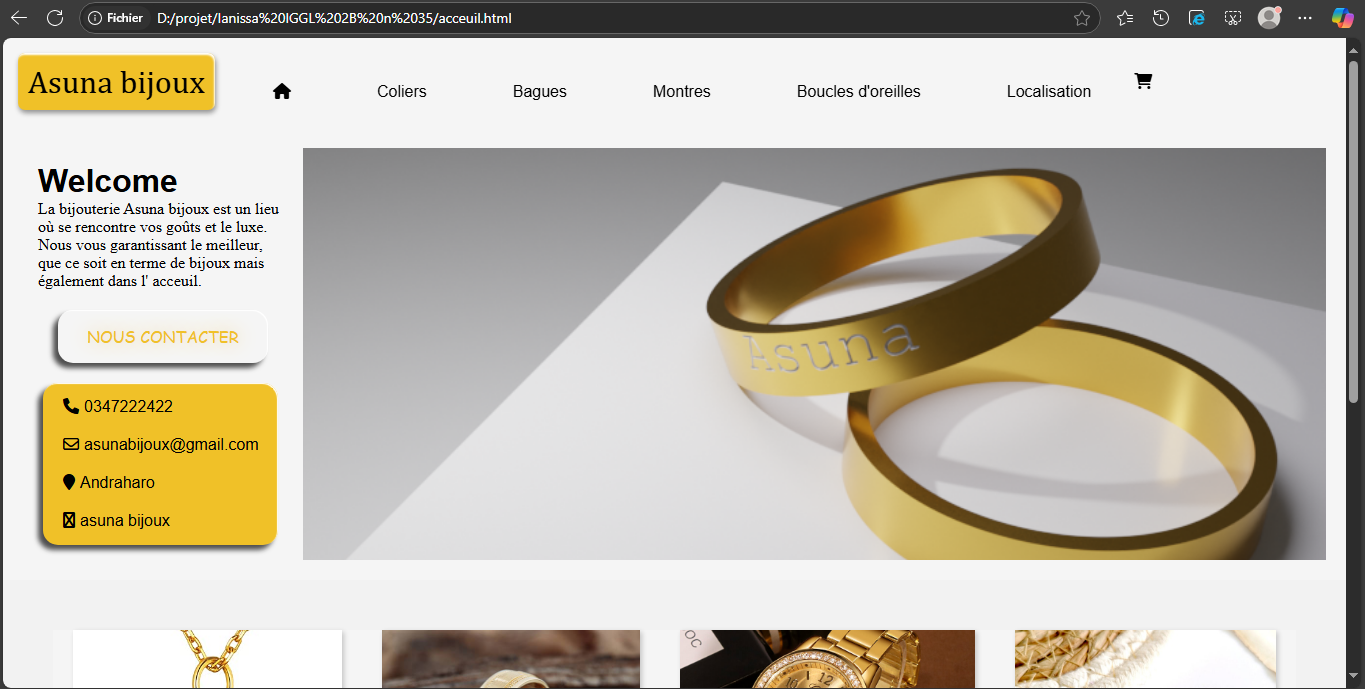 Fichier D:/projet/Ianissa%20IGGL%202B%20n%2035/acceuil.html
Asuna bijoux
Coliers Bagues Montres Boucles d'oreilles Localisation
Welcome
La bijouterie Asuna bijoux est un lieu
où se rencontre vos goûts et le luxe.
Nous vous garantissant le meilleur,
que ce soit en terme de bijoux mais
également dans l' acceuil.
NOUS CONTACTER
0347222422
asunabijoux@gmail.com
Andraharo
asuna bijoux
Asuna
OC
12